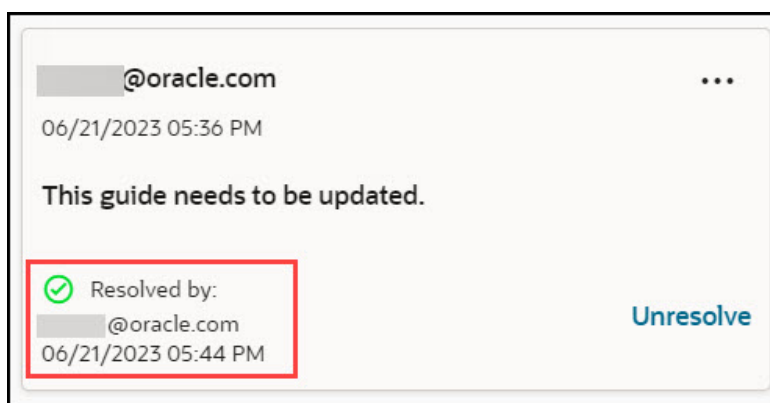 @oracle.com
...
06/21/2023 05:36 PM
This guide needs to be updated.
Resolved by:
@oracle.com
06/21/2023 05:44 PM
Unresolve